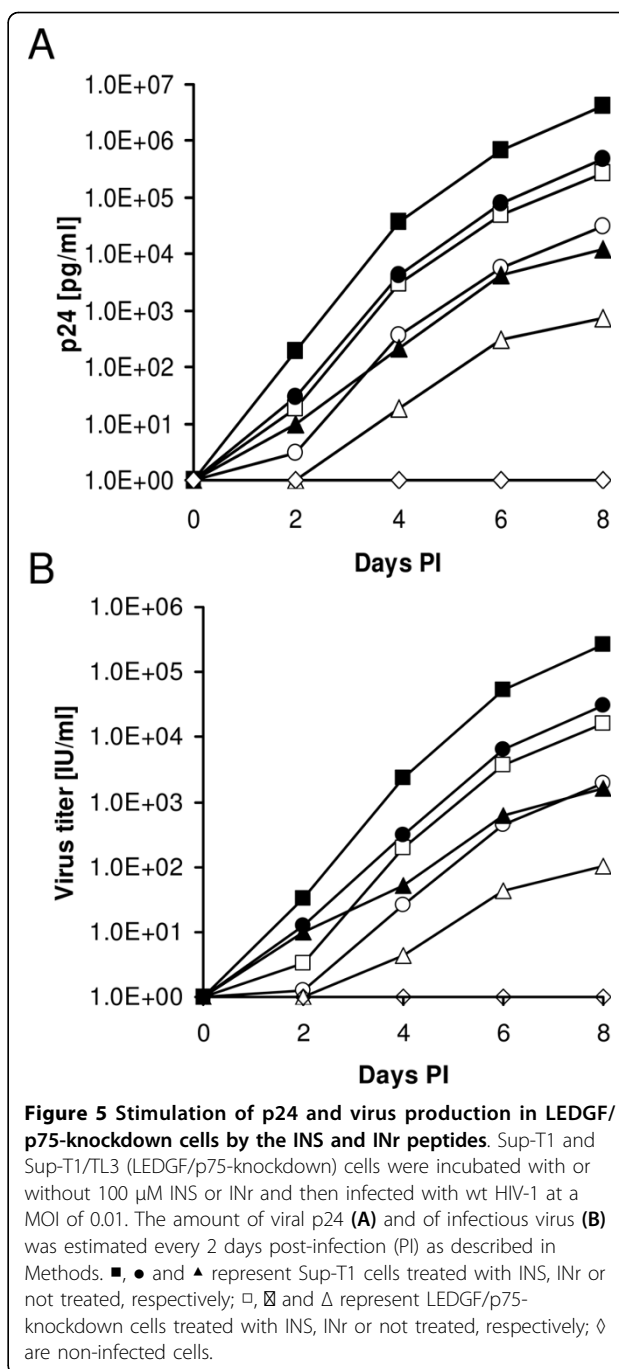 A
1.0E+07
1.0E+06
1.0E+05
1.0E+04
1.0E+03
1.0E+02
1.0E+01
1.0E+00
p24 [pg/ml]
0 2 4 6 8
Days PI
B
1.0E+06
1.0E+05
1.0E+04
1.0E+03
1.0E+02
1.0E+01
1.0E+00
Virus titer [IU/ml]
0 2 4 6 8
Days PI
Figure 5 Stimulation of p24 and virus production in LEDGF/
p75-knockdown cells by the INS and INr peptides. Sup-T1 and
Sup-T1/TL3 (LEDGF/p75-knockdown) cells were incubated with or
without 100 μM INS or INr and then infected with wt HIV-1 at a
MOI of 0.01. The amount of viral p24 (A) and of infectious virus (B)
was estimated every 2 days post-infection (PI) as described in
Methods. ■, ● and ▲ represent Sup-T1 cells treated with INS, INr or
not treated, respectively; □, ☒ and Δ represent LEDGF/p75-
knockdown cells treated with INS, INr or not treated, respectively; ◊
are non-infected cells.